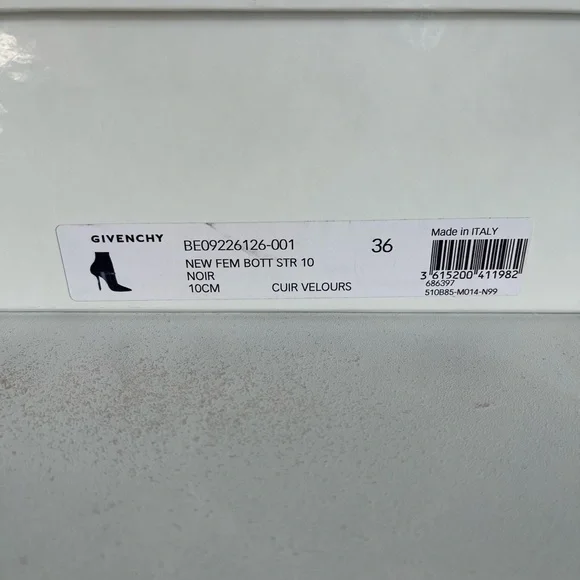 GIVENCHY
BE09226126-001
NEW FEM BOTT STR 10
NOIR
10CM CUIR VELOURS
36
Made in ITALY
3 615200 411982
686397
510B85-M014-N99